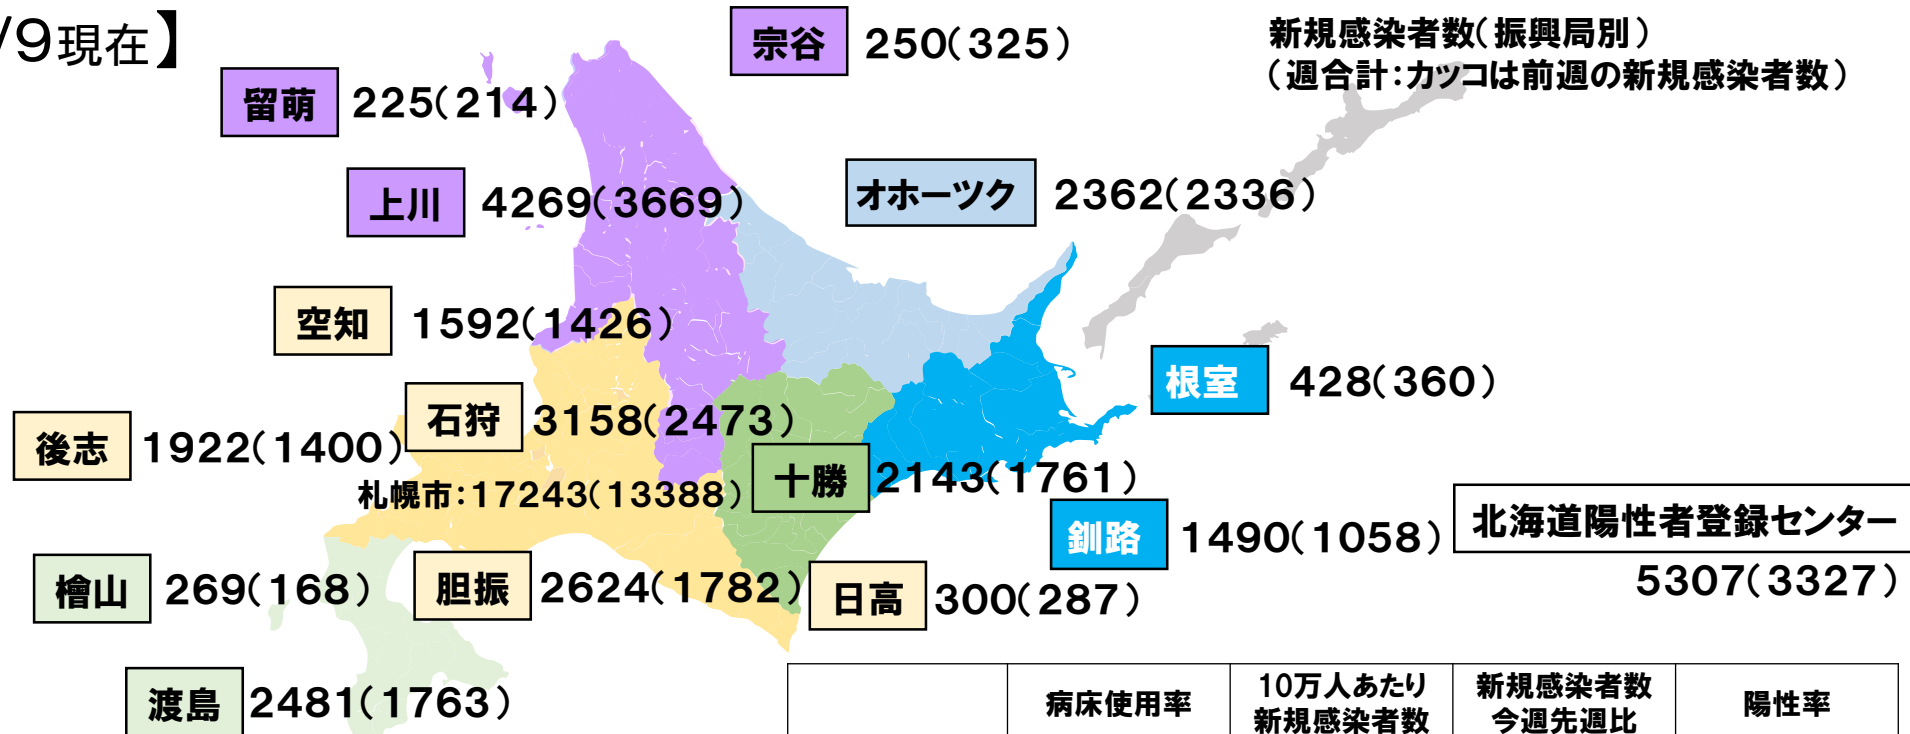 /9現在】
新規感染者数(振興局別)
(週合計:カッコは前週の新規感染者数)
宗谷 250(325)
留萌 225(214)
上川 4269(3669)
オホーツク 2362(2336)
空知 1592(1426)
根室 428(360)
石狩 3158(2473)
後志 1922(1400)
札幌市:17243(13388)
十勝 2143(1761)
釧路 1490(1058)
北海道陽性者登録センター
5307(3327)
檜山 269(168)
胆振 2624(1782)
日高 300(287)
渡島 2481(1763)
病床使用率
10万人あたり
新規感染者数
新規感染者数
今週先週比
陽性率